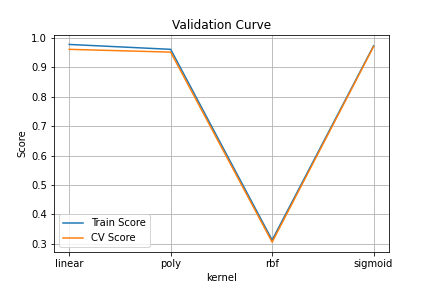 Validation Curve
1.0
0.9
0.8
0.7
0.6
0.5
0.4
0.3
Score
Train Score
CV Score
linear poly rbf sigmoid
kernel